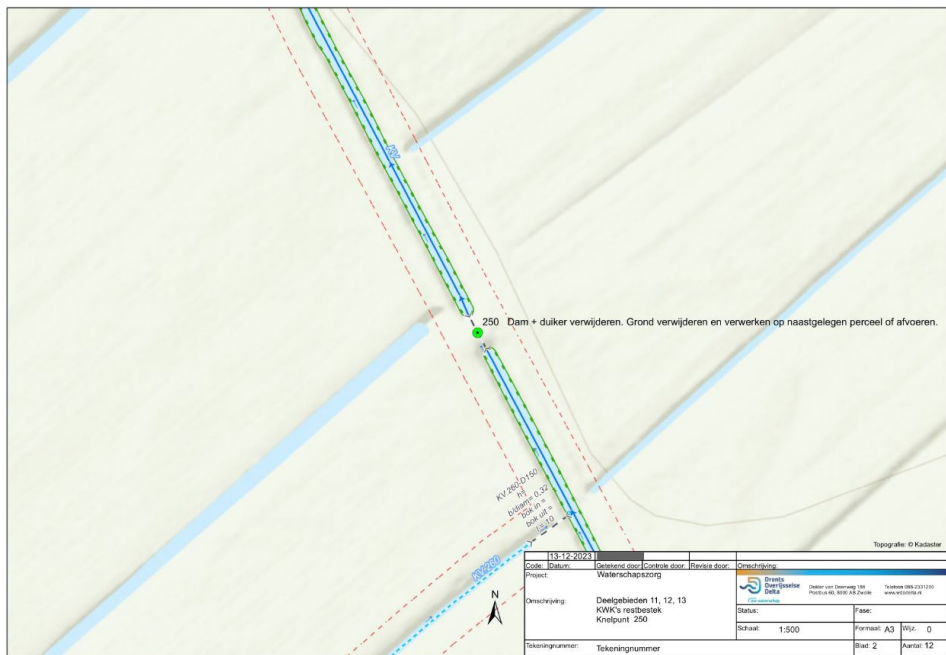 KV
250 Dam + duiker verwijderen. Grond verwijderen en verwerken op naastgelegen perceel of afvoeren.
KV.260-D150
h=
b/diam= 0,32
bok in =
bok uit =
l = 10
KV.260
N
Topografie: © Kadaster
13-12-2023
Code: Datum: Getekend door: Controle door: Revisie door: Omschrijving:
Project: Waterschapszorg
Omschrijving: Deelgebieden 11, 12, 13
KWK's restbestek
Knelpunt 250
Tekeningnummer: Tekeningnummer
Drents
Overijsselse
Delta
Postbus 60, 8000 AB Zwolle
Telefoon 088-2331200
www.wdodelta.nl
Status: Fase:
Schaal: 1:500
Formaat: A3 Wijz. 0
Blad: 2 Aantal: 12